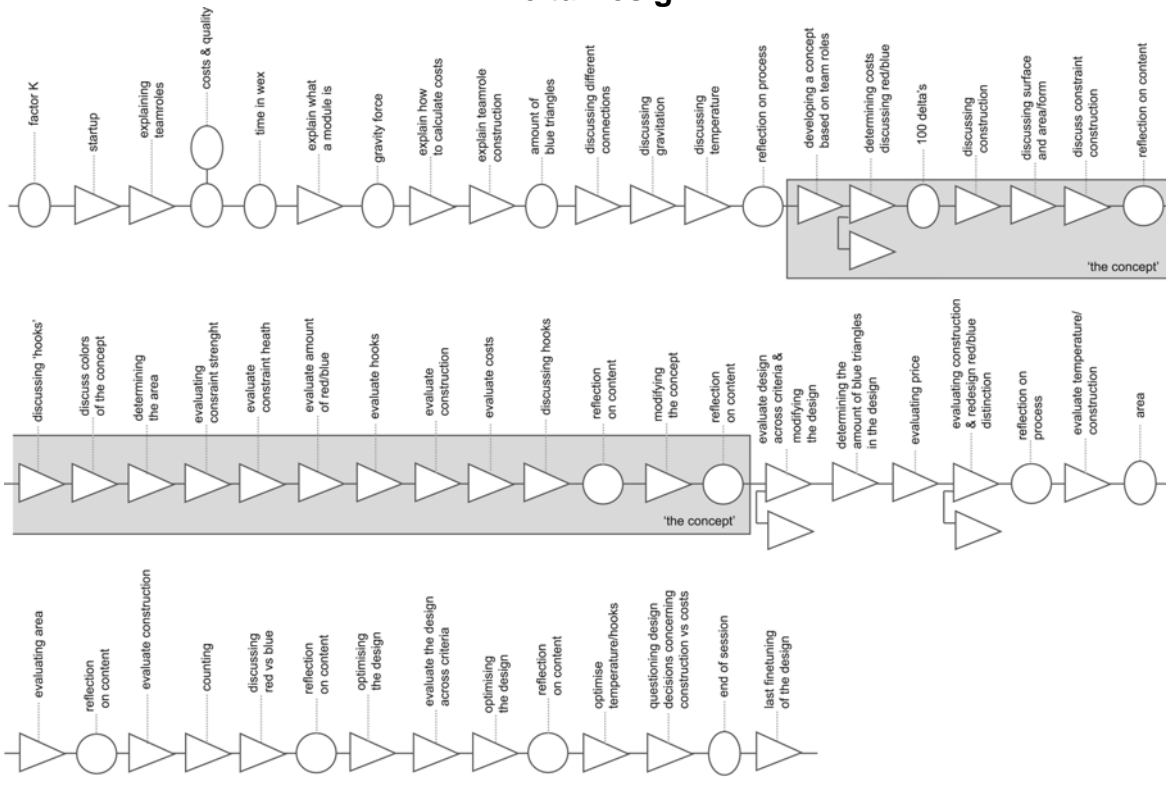 factor K
startup
explaining
teamroles
costs & quality
time in wex
explain what
a module is
gravity force
explain how
to calculate costs
explain teamrole
construction
amount of
blue triangles
discussing different
connections
discussing
gravitation
discussing
temperature
reflection on process
developing a concept
based on team roles
determining costs
discussing red/blue
100 delta's
discussing
construction
discussing surface
and area/form
discuss constraint
construction
reflection on content
'the concept'
discussing 'hooks'
discuss colors
of the concept
determining
the area
evaluating
consraint strenght
evaluate
constraint heath
evaluate amount
of red/blue
evaluate hooks
evaluate
construction
evaluate costs
discussing hooks
reflection
on content
modifying
the concept
reflection
on content
'the concept'
evaluate design
across criteria &
modifying
the design
determining the
amount of blue triangles
in the design
evaluating price
evaluating construction
& redesign red/blue
distinction
reflection on
process
evaluate temperature/
construction
area
evaluating area
reflection
on content
evaluate construction
counting
discussing
red vs blue
reflection
on content
optimising
the design
evaluate the design
across criteria
optimising
the design
reflection
on content
optimise
temperature/hooks
questioning design
decisions concerning
construction vs costs
end of session
last finetuning
of the design